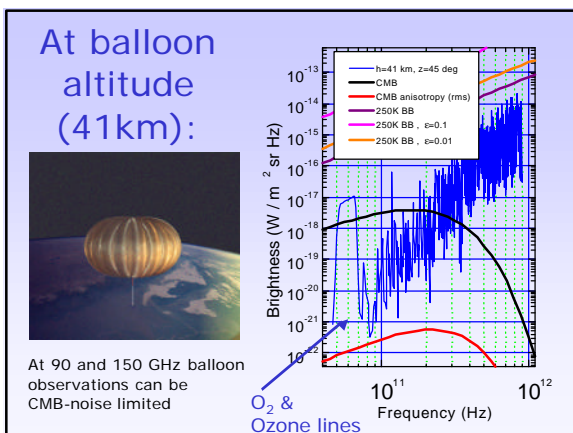 At balloon
altitude
(41km):
h=41 km, z=45 deg
CMB
CMB anisotropy (rms)
250K BB
250K BB , ε=0.1
250K BB , ε=0.01
Brightness (W / m ² sr Hz)
10⁻¹³
10⁻¹⁴
10⁻¹⁵
10⁻¹⁶
10⁻¹⁷
10⁻¹⁸
10⁻¹⁹
10⁻²⁰
10⁻²¹
10⁻²²
10¹¹
10¹²
Frequency (Hz)
At 90 and 150 GHz balloon
observations can be
CMB-noise limited
O₂ &
Ozone lines